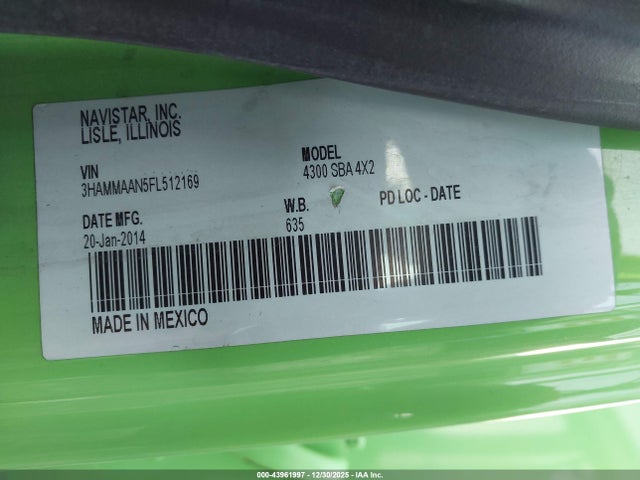 NAVISTAR, INC.
LISLE, ILLINOIS
VIN
3HAMMAAN5FL512169
MODEL
4300 SBA 4X2
DATE MFG.
20-Jan-2014
W.B.
635
PD LOC - DATE
MADE IN MEXICO
000-43961997 - 12/30/2025 - IAA Inc.